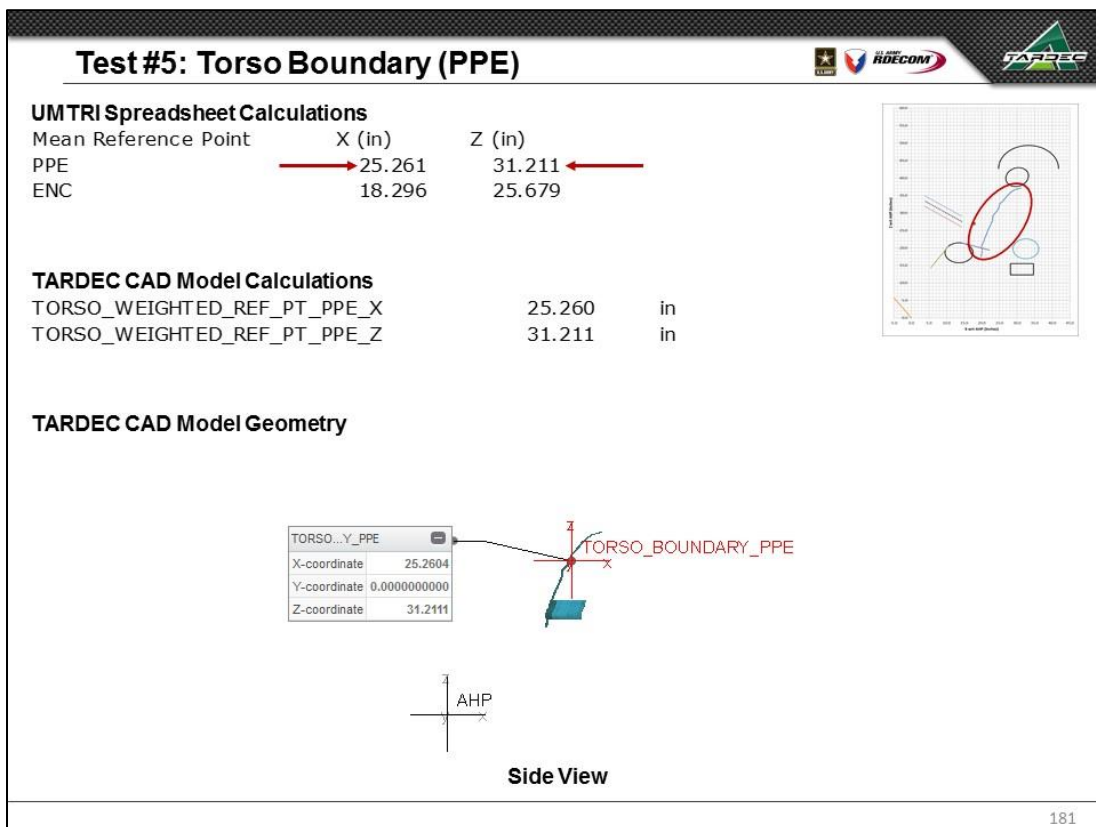 Test #5: Torso Boundary (PPE)
U.S. ARMY
U.S. ARMY
RDECOM
TARDEC
UMTRI Spreadsheet Calculations
Mean Reference Point X (in) Z (in)
PPE 25.261 31.211
ENC 18.296 25.679
TARDEC CAD Model Calculations
TORSO_WEIGHTED_REF_PT_PPE_X 25.260 in
TORSO_WEIGHTED_REF_PT_PPE_Z 31.211 in
TARDEC CAD Model Geometry
TORSO...Y_PPE
X-coordinate 25.2604
Y-coordinate 0.0000000000
Z-coordinate 31.2111
Z
TORSO_BOUNDARY_PPE
X
Z
AHP
y
X
Side View
181